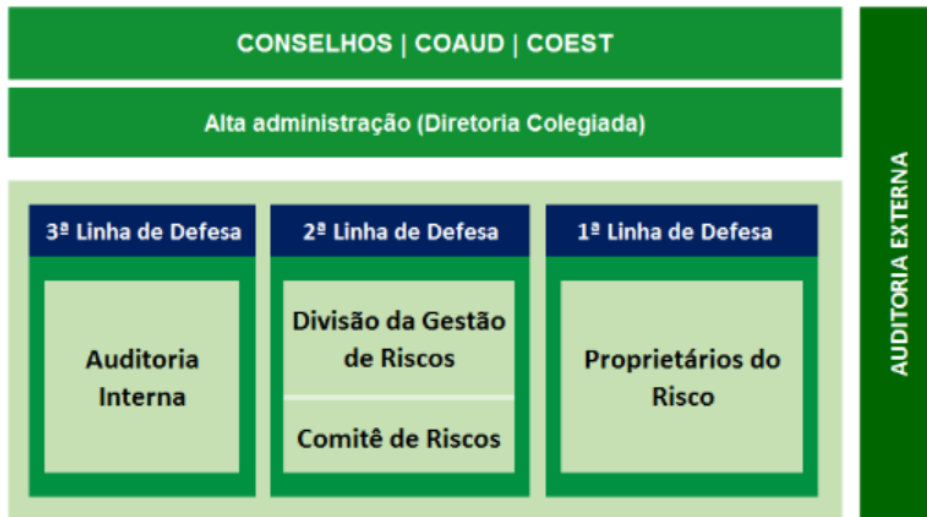 CONSELHOS | COAUD | COEST
Alta administração (Diretoria Colegiada)
3ª Linha de Defesa
Auditoria
Interna
2ª Linha de Defesa
Divisão da Gestão
de Riscos
Comitê de Riscos
1ª Linha de Defesa
Proprietários do
Risco
AUDITORIA EXTERNA